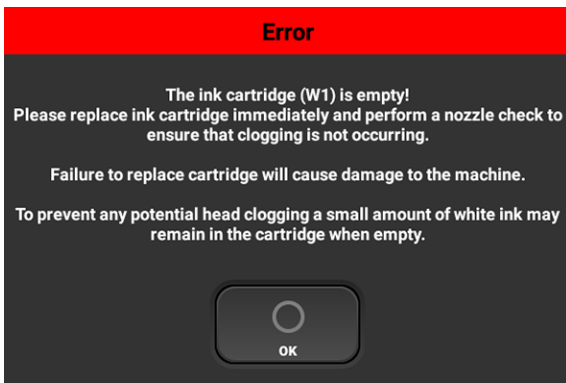 Error
The ink cartridge (W1) is empty!
Please replace ink cartridge immediately and perform a nozzle check to
ensure that clogging is not occurring.
Failure to replace cartridge will cause damage to the machine.
To prevent any potential head clogging a small amount of white ink may
remain in the cartridge when empty.
OK